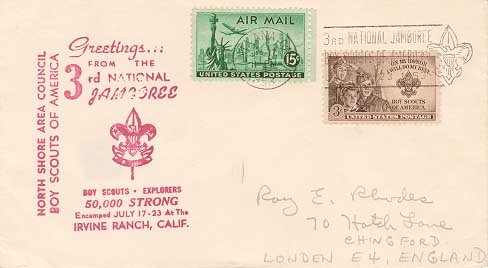 NORTH SHORE AREA COUNCIL
BOY SCOUTS OF AMERICA
Greetings...
FROM THE
3rd NATIONAL
JAMBOREE
BOY SCOUTS • EXPLORERS
50,000 STRONG
Encamped JULY 17-23 At The
IRVINE RANCH, CALIF.
AIR MAIL
15¢
UNITED STATES POSTAGE
3RD NATIONAL JAMBOREE
BOY SCOUTS OF AMERICA
ON MY HONOR
I WILL DO MY BEST
3¢
BOY SCOUTS
OF AMERICA
UNITED STATES POSTAGE
Roy E. Rhodes
70 Hatch Lane
CHINGFORD.
LONDEN E4, ENGLAND